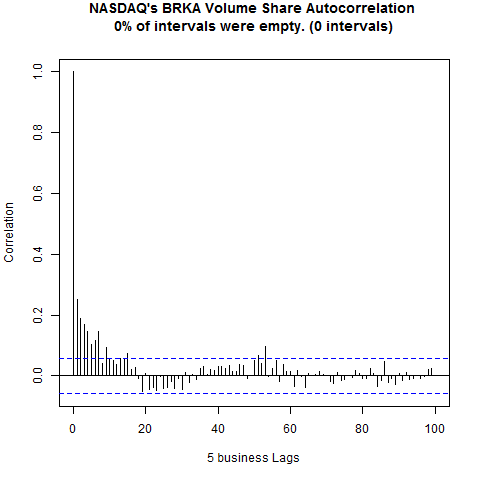 NASDAQ's BRKA Volume Share Autocorrelation
0% of intervals were empty. (0 intervals)
1.0
0.8
0.6
0.4
0.2
0.0
Correlation
0 20 40 60 80 100
5 business Lags